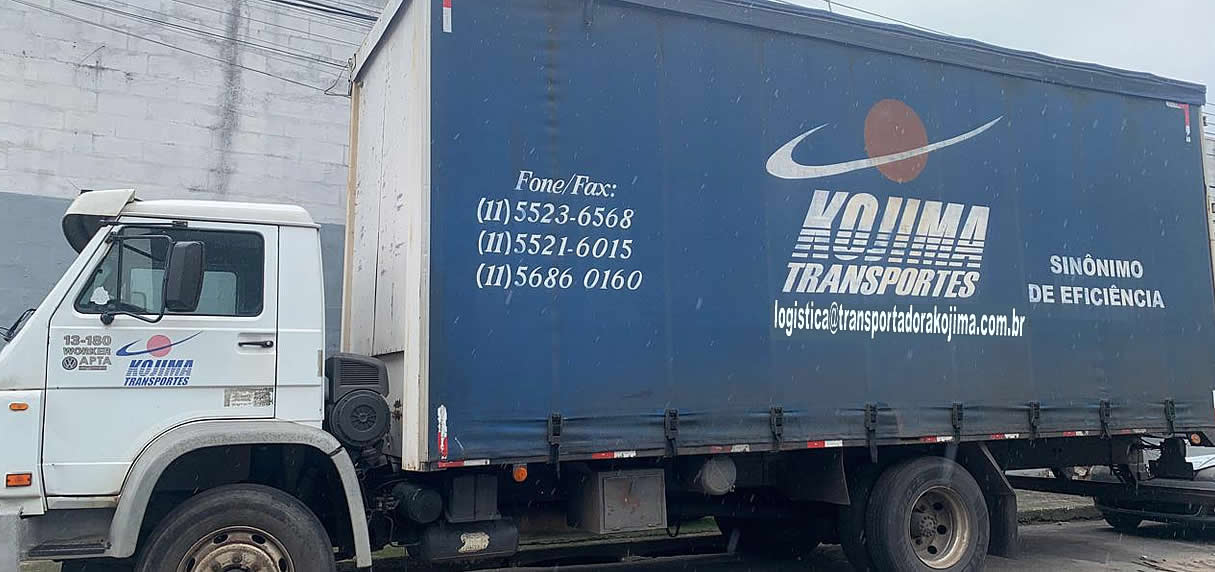 Fone/Fax:
(11)5523-6568
(11)5521-6015
(11)5686 0160
KOJIMA
TRANSPORTES
logistica@transportadorakojima.com.br
SINÔNIMO
DE EFICIÊNCIA
13-180
WORKER
APTA
KOJIMA
TRANSPORTES